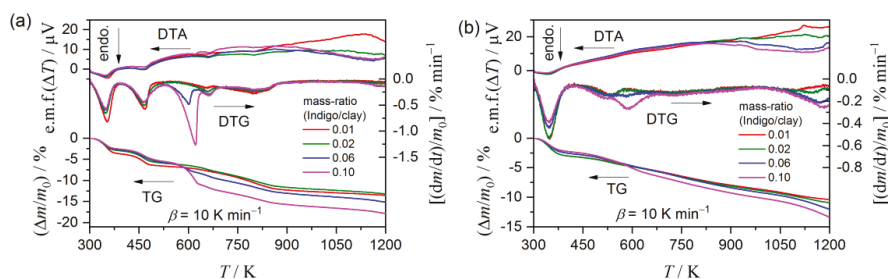 (a)
endo.
DTA
DTG
TG
mass-ratio
(Indigo/clay)
0.01
0.02
0.06
0.10
β = 10 K min⁻¹
e.m.f.(ΔT) / μV
20
10
0
(Δm/m₀) / %
0
-5
-10
-15
-20
[(dm/dt)/m₀] / % min⁻¹
0.0
-0.5
-1.0
-1.5
300 450 600 750 900 1050 1200
T / K
(b)
endo.
DTA
DTG
TG
mass-ratio
(Indigo/clay)
0.01
0.02
0.06
0.10
β = 10 K min⁻¹
e.m.f.(ΔT) / μV
20
10
0
(Δm/m₀) / %
0
-5
-10
-15
[(dm/dt)/m₀] / % min⁻¹
0.0
-0.2
-0.4
-0.6
-0.8
300 450 600 750 900 1050 1200
T / K